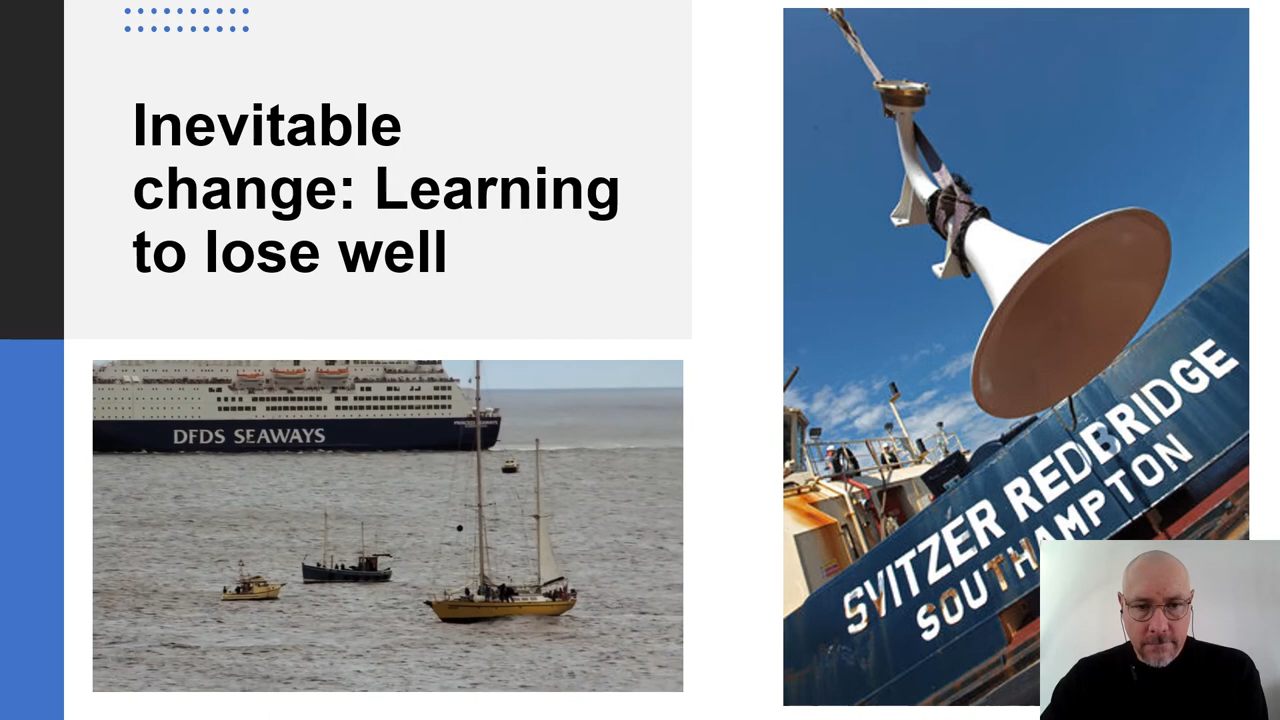 Inevitable
change: Learning
to lose well
DFDS SEAWAYS
SVITZER REDBRIDGE
SOUTHAMPTON